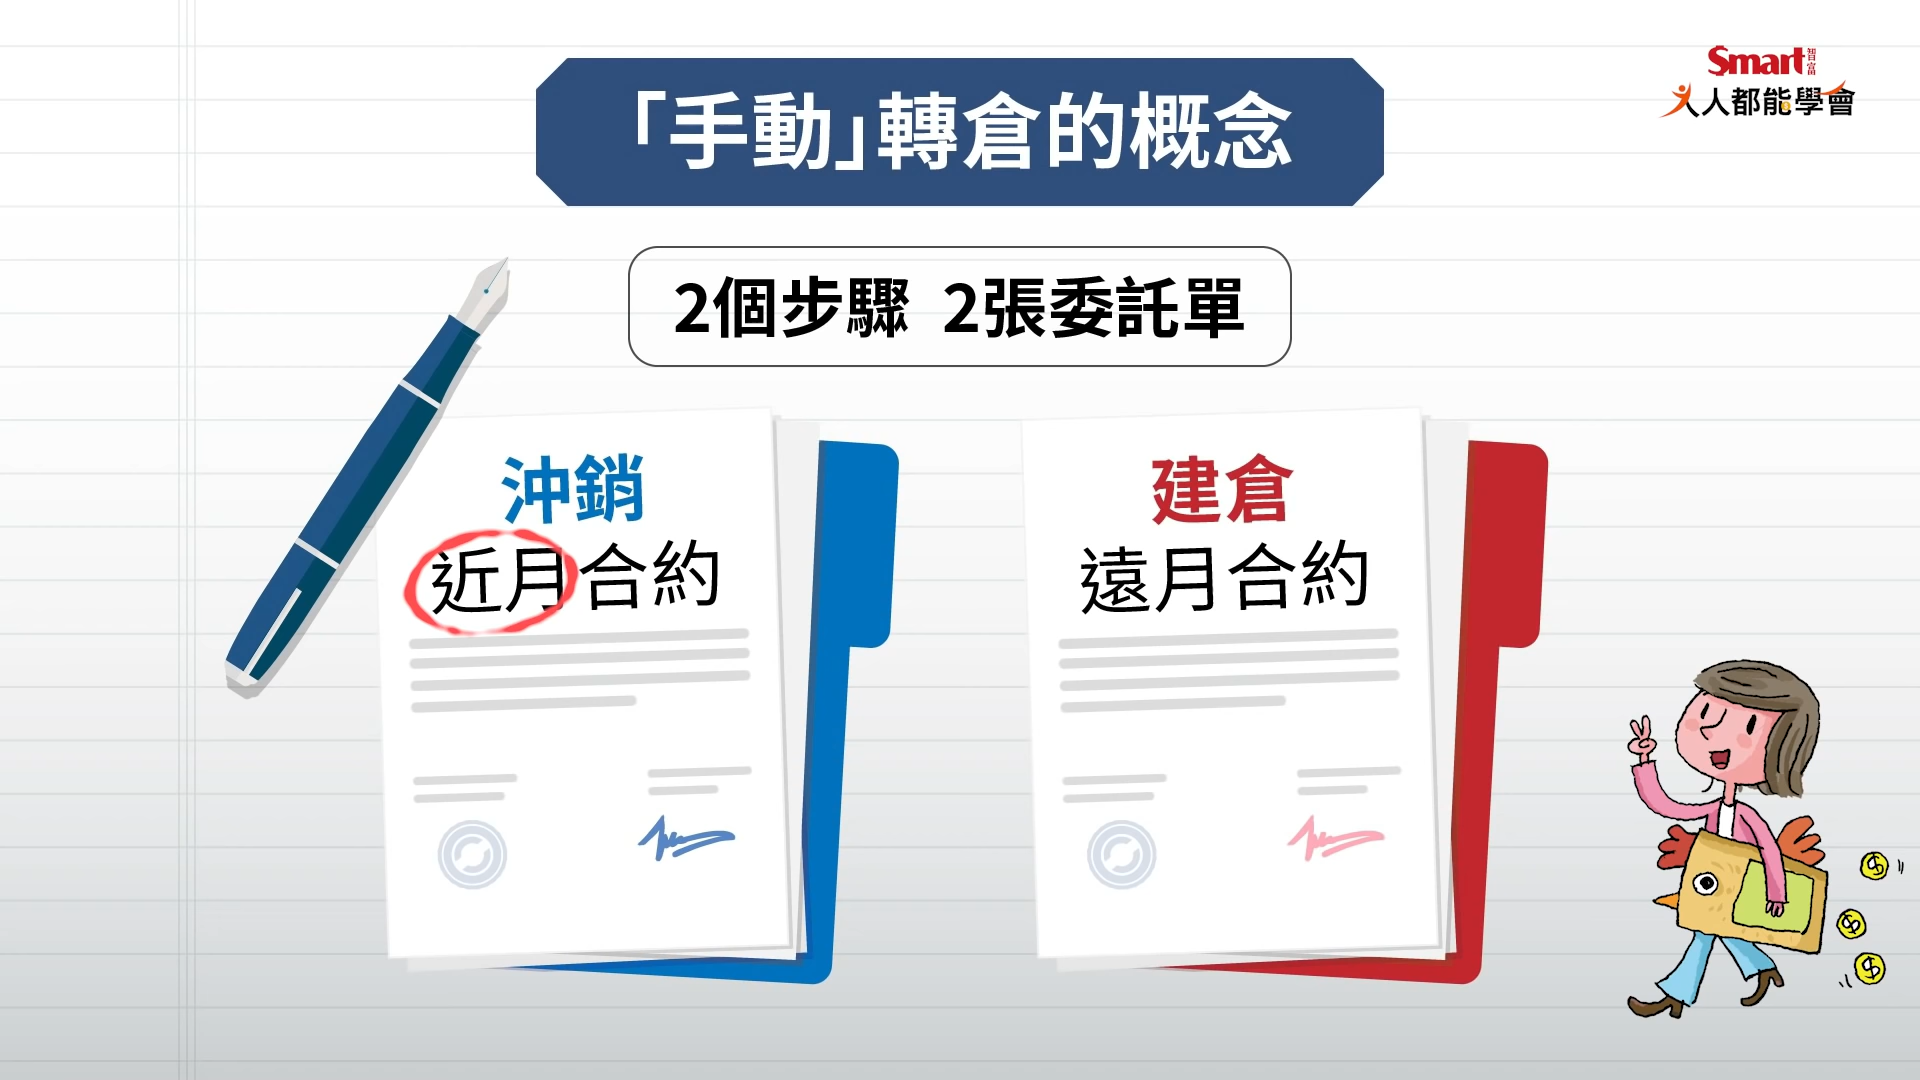 Smart智富
人人都能學會
「手動」轉倉的概念
2個步驟 2張委託單
沖銷
近月合約
建倉
遠月合約